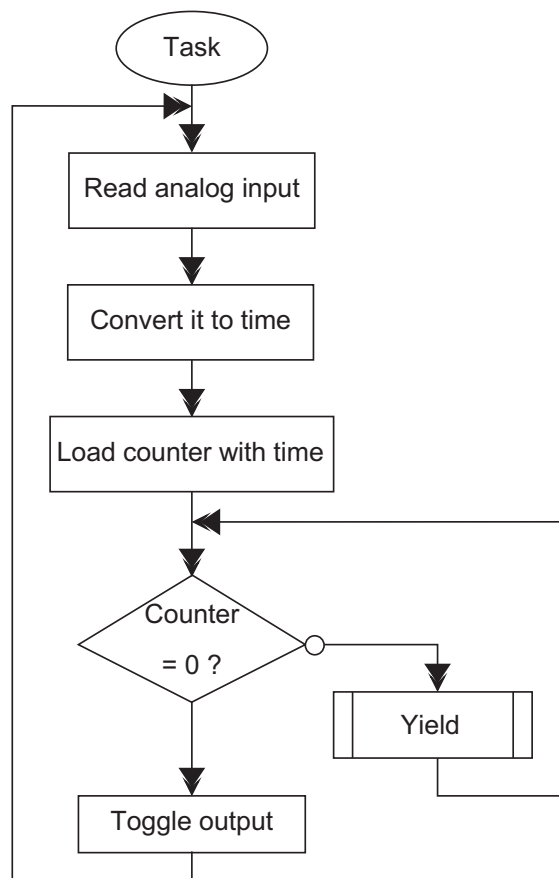 Task
Read analog input
Convert it to time
Load counter with time
Counter
= 0 ?
Yield
Toggle output